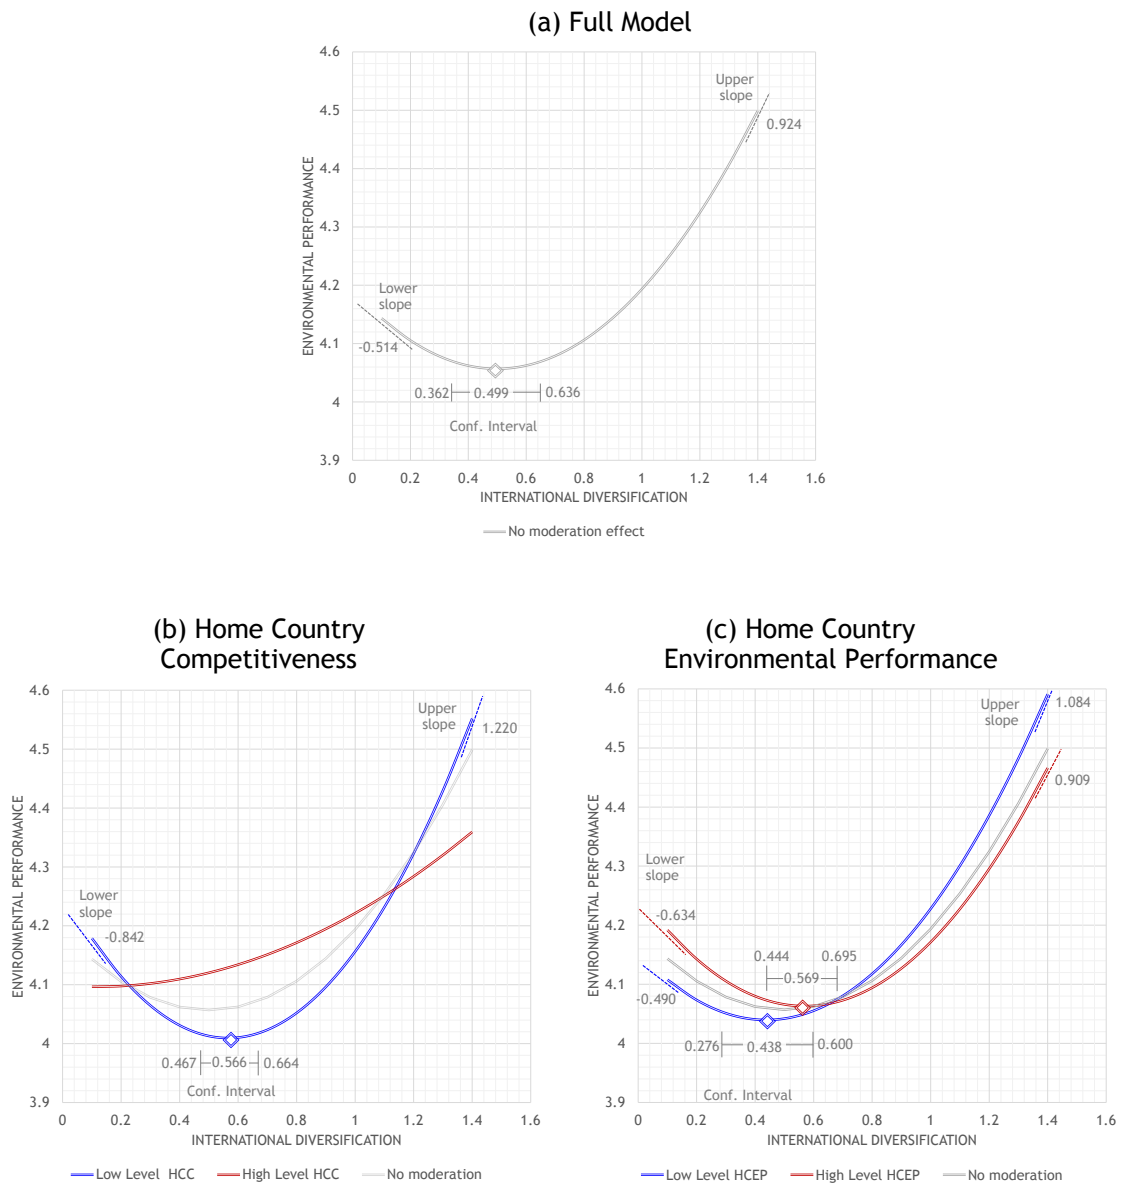 (a) Full Model
4.6
4.5
4.4
4.3
4.2
4.1
4
3.9
ENVIRONMENTAL PERFORMANCE
Upper
slope
0.924
Lower
slope
-0.514
0.362 0.499 0.636
Conf. Interval
0 0.2 0.4 0.6 0.8 1 1.2 1.4 1.6
INTERNATIONAL DIVERSIFICATION
No moderation effect
(b) Home Country
Competitiveness
4.6
4.5
4.4
4.3
4.2
4.1
4
3.9
ENVIRONMENTAL PERFORMANCE
Upper
slope
1.220
Lower
slope
-0.842
0.467 0.566 0.664
Conf. Interval
0 0.2 0.4 0.6 0.8 1 1.2 1.4 1.6
INTERNATIONAL DIVERSIFICATION
Low Level HCC High Level HCC No moderation
(c) Home Country
Environmental Performance
4.6
4.5
4.4
4.3
4.2
4.1
4
3.9
ENVIRONMENTAL PERFORMANCE
Upper
slope
1.084
0.909
Lower
slope
-0.634
-0.490
0.444 0.695
0.569
0.276 0.438 0.600
Conf. Interval
0 0.2 0.4 0.6 0.8 1 1.2 1.4 1.6
INTERNATIONAL DIVERSIFICATION
Low Level HCEP High Level HCEP No moderation